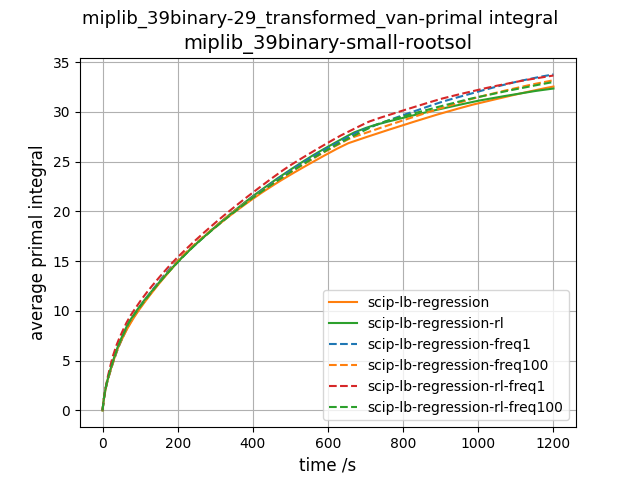 miplib_39binary-29_transformed_van-primal integral
miplib_39binary-small-rootsol
35
30
25
20
15
10
5
0
average primal integral
0 200 400 600 800 1000 1200
time /s
scip-lb-regression
scip-lb-regression-rl
scip-lb-regression-freq1
scip-lb-regression-freq100
scip-lb-regression-rl-freq1
scip-lb-regression-rl-freq100